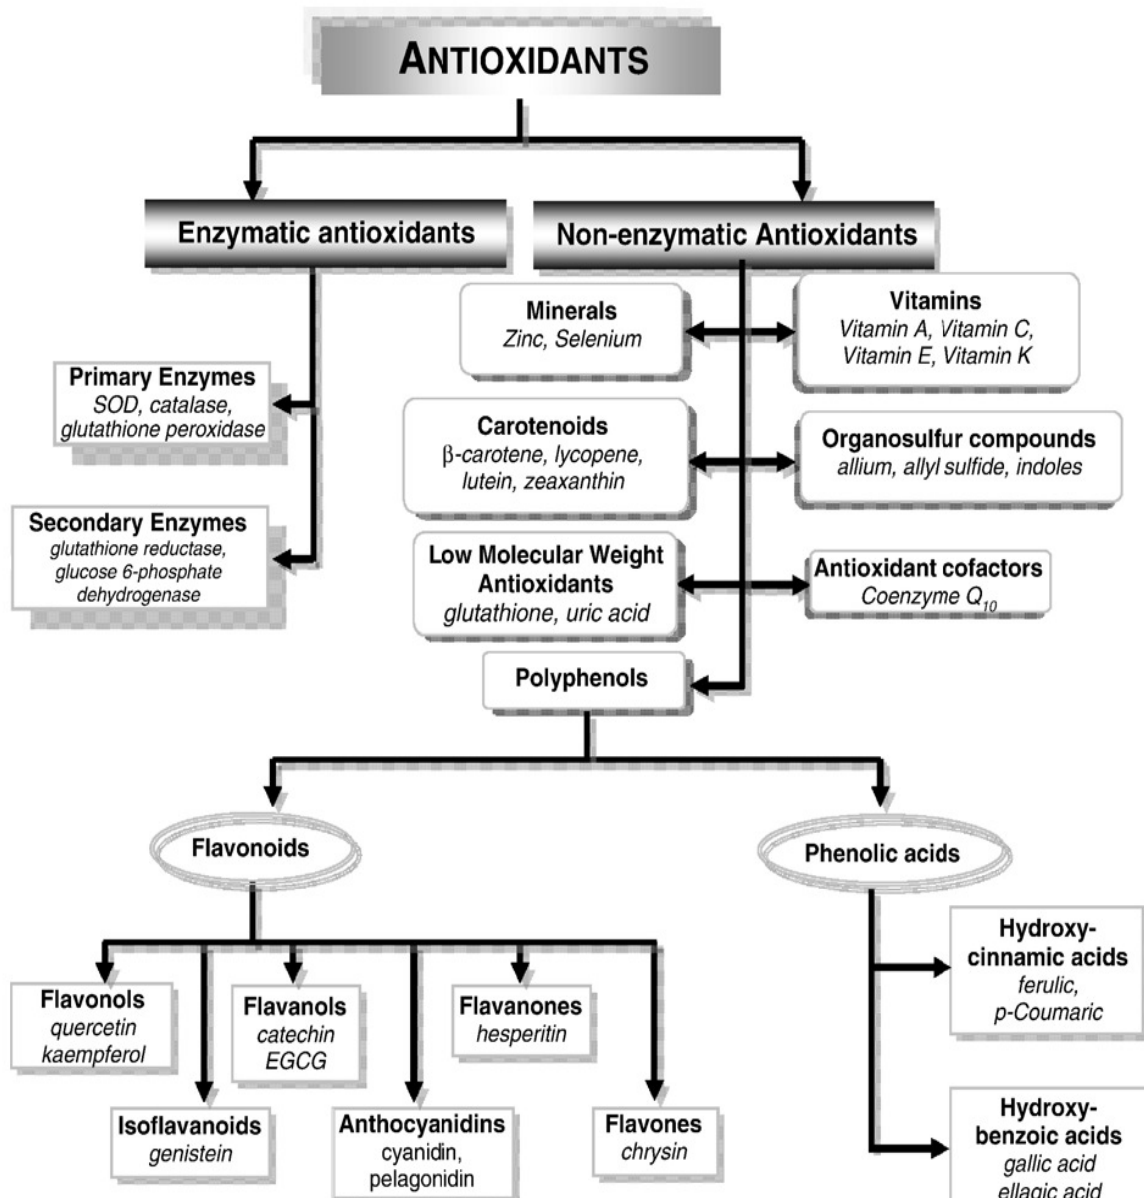 ANTIOXIDANTS
Enzymatic antioxidants
Non-enzymatic Antioxidants
Minerals
Zinc, Selenium
Vitamins
Vitamin A, Vitamin C,
Vitamin E, Vitamin K
Primary Enzymes
SOD, catalase,
glutathione peroxidase
Carotenoids
β-carotene, lycopene,
lutein, zeaxanthin
Organosulfur compounds
allium, allyl sulfide, indoles
Secondary Enzymes
glutathione reductase,
glucose 6-phosphate
dehydrogenase
Low Molecular Weight
Antioxidants
glutathione, uric acid
Antioxidant cofactors
Coenzyme Q10
Polyphenols
Flavonoids
Phenolic acids
Flavonols
quercetin
kaempferol
Flavanols
catechin
EGCG
Flavanones
hesperitin
Isoflavanoids
genistein
Anthocyanidins
cyanidin,
pelagonidin
Flavones
chrysin
Hydroxy-
cinnamic acids
ferulic,
p-Coumaric
Hydroxy-
benzoic acids
gallic acid
ellagic acid